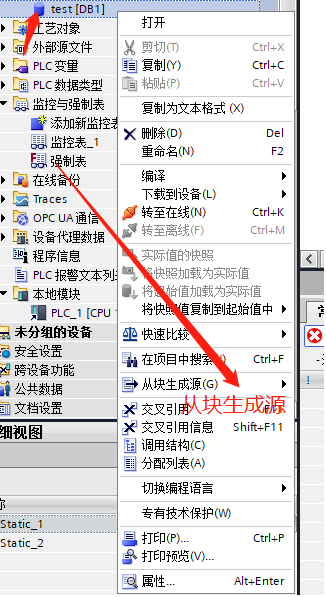 test [DB1]
工艺对象
外部源文件
PLC 变量
PLC 数据类型
监控与强制表
添加新监控表
监控表_1
强制表
在线备份
Traces
OPC UA 通信
设备代理数据
程序信息
PLC 报警文本列表
本地模块
PLC_1 [CPU 1
未分组的设备
安全设置
跨设备功能
公共数据
文档设置
细视图
称
Static_1
Static_2
打开
剪切(T) Ctrl+X
复制(Y) Ctrl+C
粘贴(P) Ctrl+V
复制为文本格式 (X)
删除(D) Del
重命名(N) F2
编译
下载到设备(L)
转至在线(N) Ctrl+K
转至离线(F) Ctrl+M
实际值的快照
将快照加载为实际值
将起始值加载为实际值
将快照值复制到起始值中
快速比较
在项目中搜索(I) Ctrl+F
从块生成源(G)
从块生成源
交叉引用 F11
交叉引用信息 Shift+F11
调用结构(C)
分配列表(A)
切换编程语言
专有技术保护(W)
打印(P)... Ctrl+P
打印预览(V)...
属性... Alt+Enter